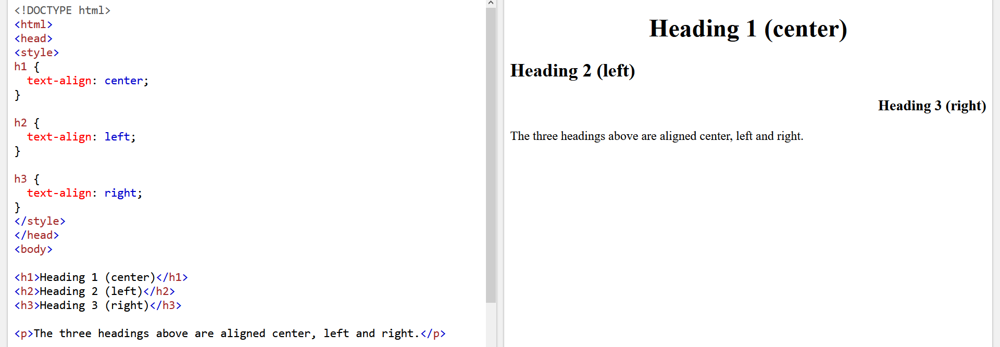 <!DOCTYPE html>
<html>
<head>
<style>
h1 {
  text-align: center;
}

h2 {
  text-align: left;
}

h3 {
  text-align: right;
}
</style>
</head>
<body>

<h1>Heading 1 (center)</h1>
<h2>Heading 2 (left)</h2>
<h3>Heading 3 (right)</h3>

<p>The three headings above are aligned center, left and right.</p>

Heading 1 (center)
Heading 2 (left)
Heading 3 (right)
The three headings above are aligned center, left and right.